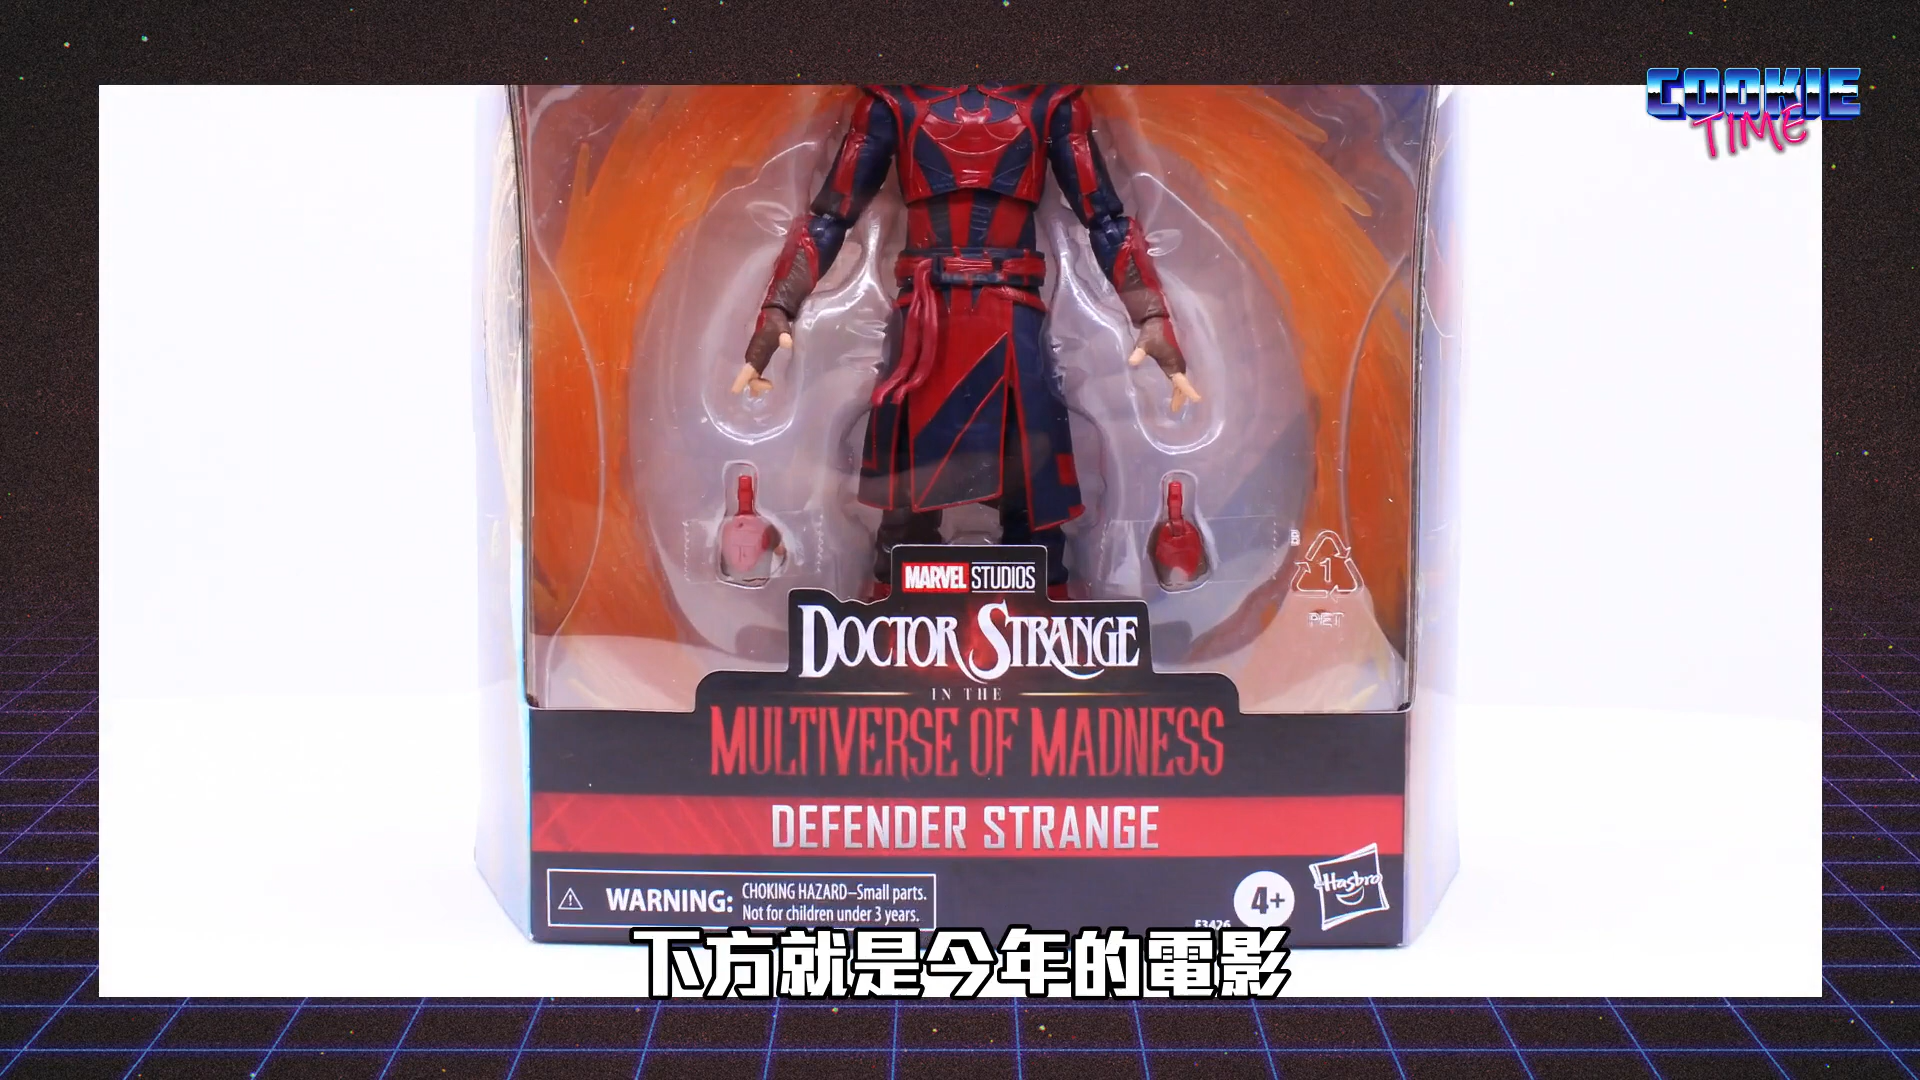 COOKIE
TIME
1
PET
MARVEL STUDIOS
DOCTOR STRANGE
IN THE
MULTIVERSE OF MADNESS
DEFENDER STRANGE
WARNING: CHOKING HAZARD–Small parts.
Not for children under 3 years.
4+
Hasbro
F3426
下方就是今年的電影